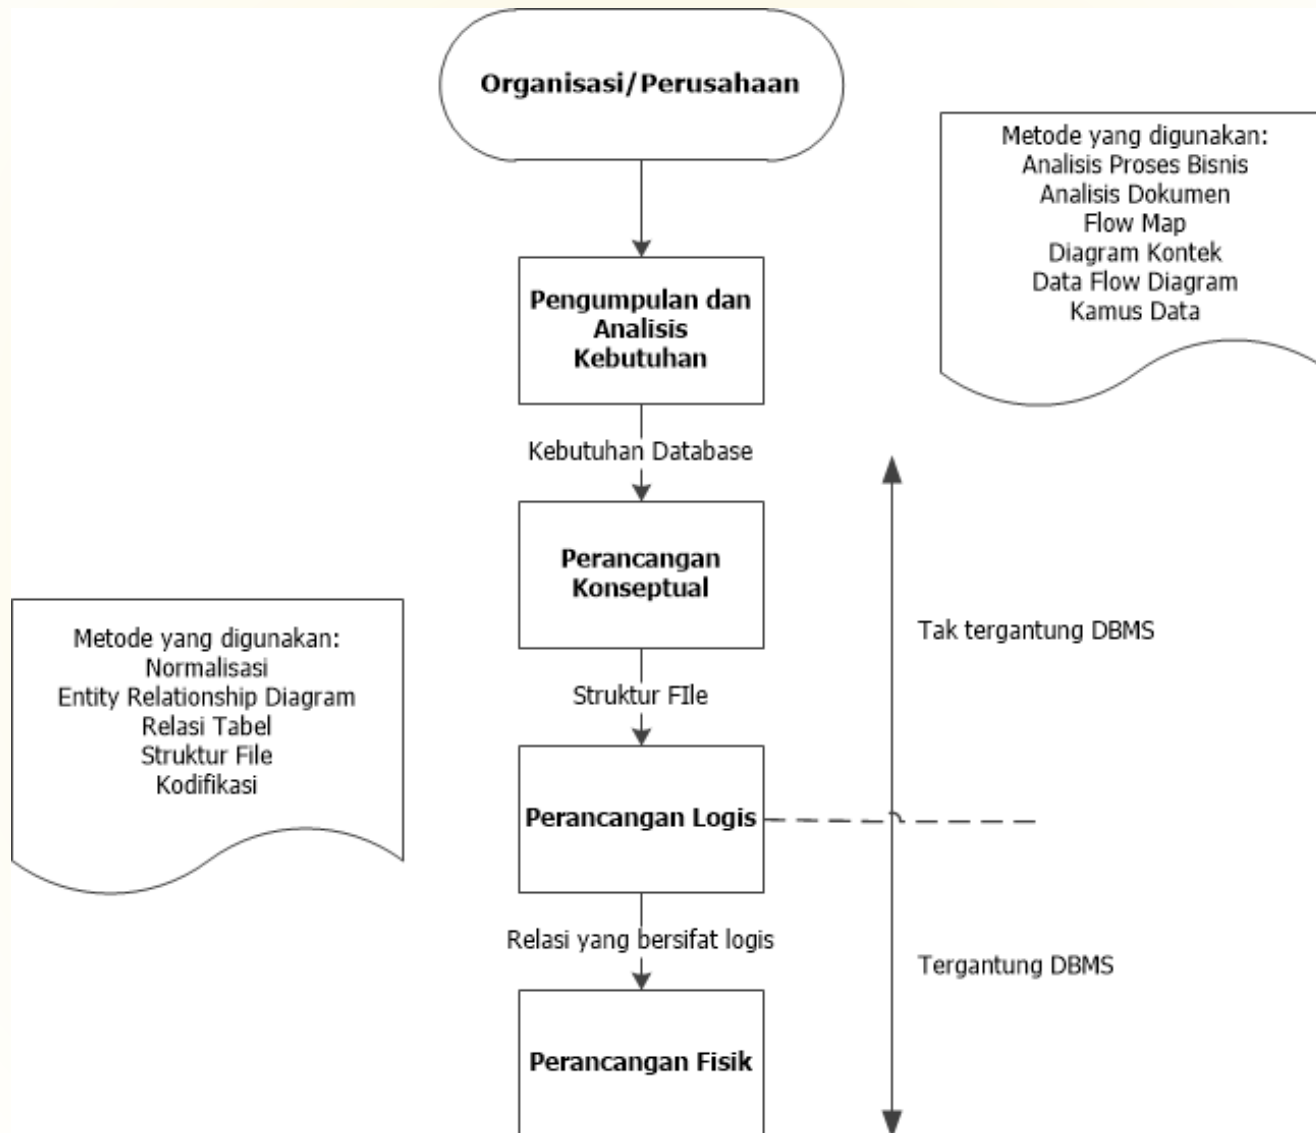 Organisasi/Perusahaan
Metode yang digunakan:
Analisis Proses Bisnis
Analisis Dokumen
Flow Map
Diagram Kontek
Data Flow Diagram
Kamus Data
Pengumpulan dan
Analisis
Kebutuhan
Kebutuhan Database
Perancangan
Konseptual
Tak tergantung DBMS
Metode yang digunakan:
Normalisasi
Entity Relationship Diagram
Relasi Tabel
Struktur File
Kodifikasi
Struktur FIle
Perancangan Logis
Relasi yang bersifat logis
Tergantung DBMS
Perancangan Fisik